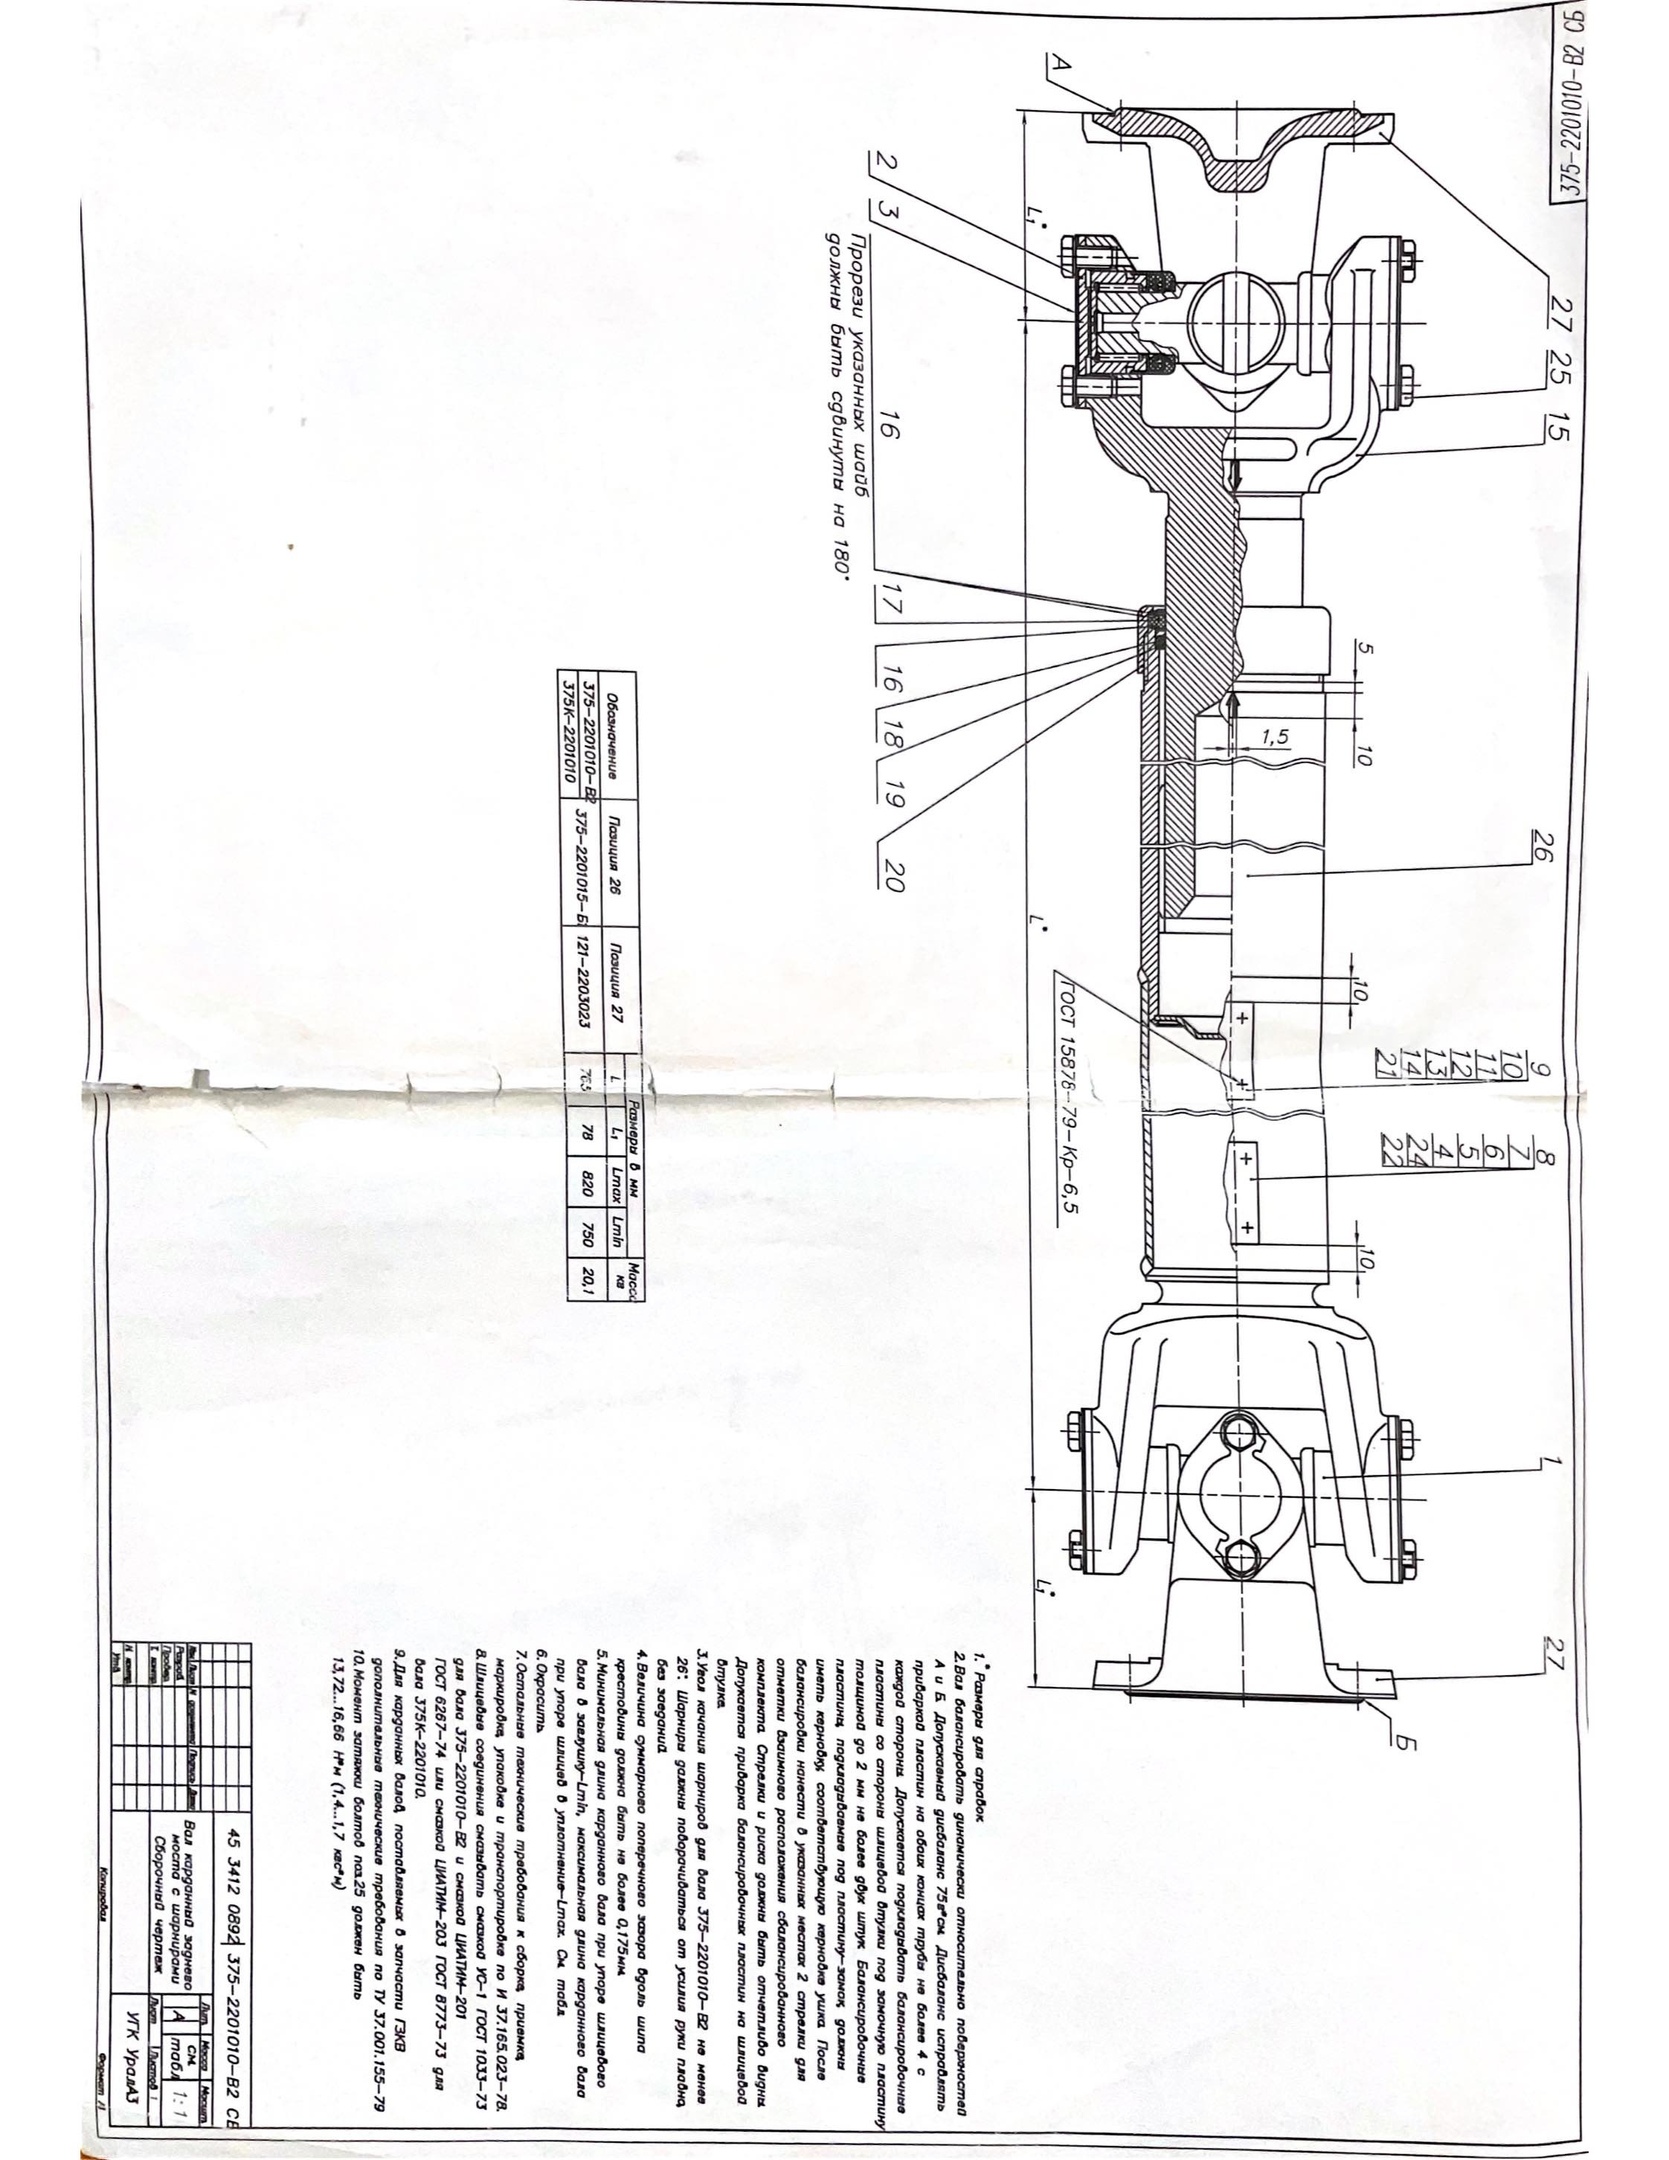 375-2201010-В2 СБ
27 25 15
26
9
10
11
12
13
14
21
8
7
6
5
4
24
22
1
27
Б
5
10
10
10
1,5
А
ГОСТ 15878-79-Кр-6,5
L₁*
L*
L₁*
2
3
16
17
16
18
19
20
Прорези указанных шайб
должны быть сдвинуты на 180°
1.* Размеры для справок.
2. Вал балансировать динамически относительно поверхностей
А и Б. Допускаемый дисбаланс 75г*см. Дисбаланс исправлять
приваркой пластин на обоих концах трубы не более 4 с
каждой стороны. Допускается подкладывать балансировочные
пластины со стороны шлицевой втулки под замочную пластину
толщиной до 2 мм не более двух штук. Балансировочные
пластины, подкладываемые под пластину-замок, должны
иметь керновку, соответствующую керновке ушка. После
балансировки нанести в указанных местах 2 стрелки для
отметки взаимного расположения сбалансированного
комплекта. Стрелки и риска должны быть отчетливо видны.
Допукается приварка балансировочных пластин на шлицевой
втулке.
3. Угол качания шарниров для вала 375-2201010-В2 не менее
26°. Шарниры должны поворачиваться от усилия руки плавно,
без заеданий.
4. Величина суммарного поперечного зазора вдоль шипа
крестовины должна быть не более 0,175мм.
5. Минимальная длина карданного вала при упоре шлицевого
вала в заглушку-Lmin, максимальная длина карданного вала
при упоре шлицев в уплотнение-Lmax. См. табл.
6. Окрасить.
7. Остальные технические требования к сборке, приемке,
маркировке, упаковке и транспортировке по И 37.165.023-78.
8. Шлицевые соединения смазывать смазкой УС-1 ГОСТ 1033-73
для вала 375-2201010-В2 и смазкой ЦИАТИМ-201
ГОСТ 6267-74 или смазкой ЦИАТИМ-203 ГОСТ 8773-73 для
вала 375К-2201010.
9. Для карданных валов, поставляемых в запчасти ГЗКВ
дополнительные технические требования по ТУ 37.001.155-79
10. Момент затяжки болтов поз.25 должен быть
13,72...16,66 Н*м (1,4...1,7 кгс*м)
Обозначение Позиция 26 Позиция 27 Размеры в мм Масса кг
L L₁ Lmax Lmin
375-2201010-В2 375-2201015-Б 121-2203023 765 78 820 750 20,1
375К-2201010
45 3412 0892 375-2201010-В2 СБ
Изм. Лист N документа Подпись Дата
Разраб.
Провер.
Т. контр.
Н. контр.
Утв.
Вал карданный заднего
моста с шарнирами
Сборочный чертеж
Лит. Масса Масшт.
А см. табл 1:1
Лист Листов 1
УГК УралАЗ
Копировал Формат А1